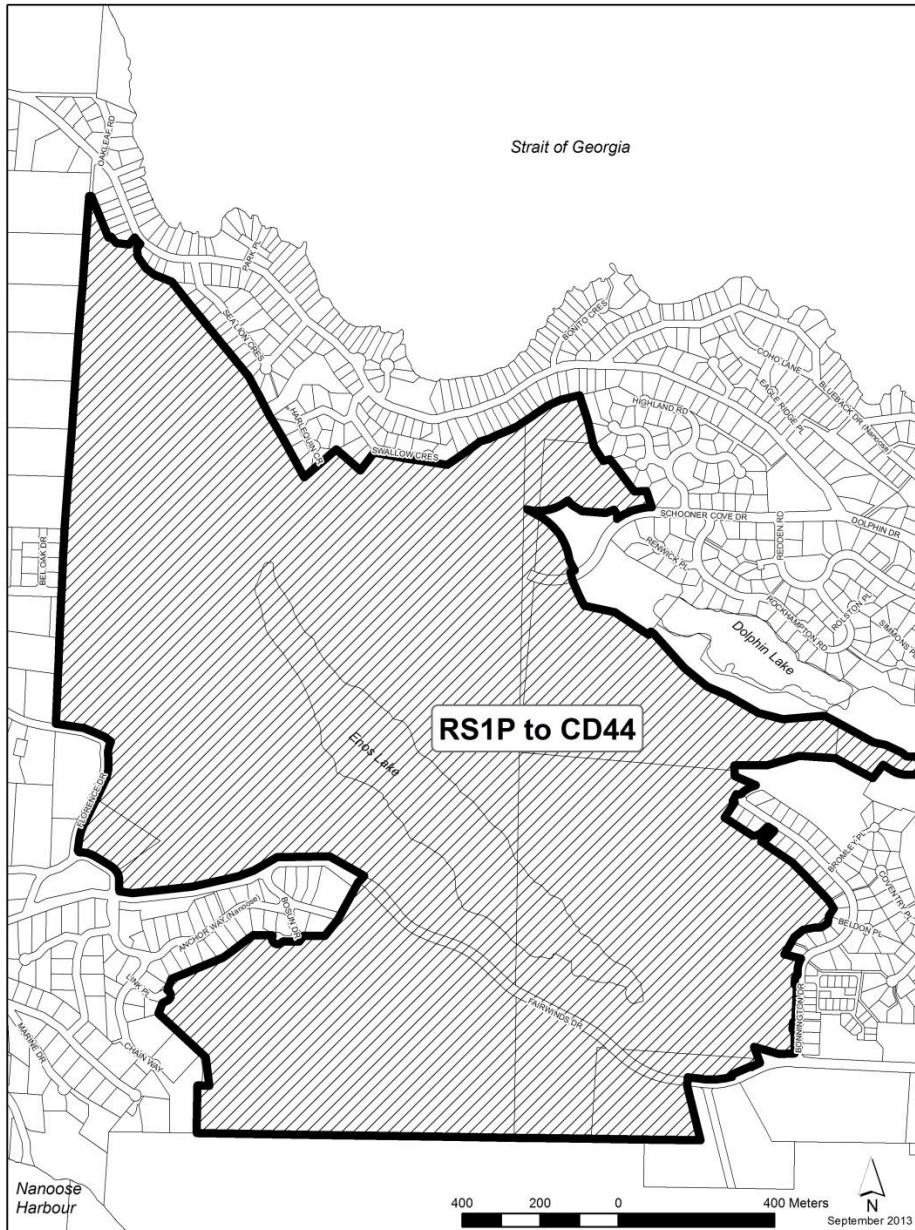 Strait of Georgia
OAKLEAF RD
PARK PL
SEA LION CRES
BONITO CRES
COHO LANE
EAGLE RIDGE PL
BLUEBACK DR (Nanoose)
HIGHLAND RD
HARLEQUIN CR
SWALLOW CRES
SCHOONER COVE DR
DOLPHIN DR
REDDEN RD
RENWICK PL
BEL OAK DR
ROCKHAMPTON RD
ROLSTON PL
SIMMONS PL
Dolphin Lake
RS1P to CD44
Enos Lake
FLORENCE DR
BROMLEY PL
COVENTRY PL
ANCHOR WAY (Nanoose)
BOSUN DR
BELDON PL
LINK PL
FAIRWINDS DR
BONNINGTON DR
MARINE DR
CHAIN WAY
Nanoose
Harbour
400 200 0 400 Meters
N
September 2013